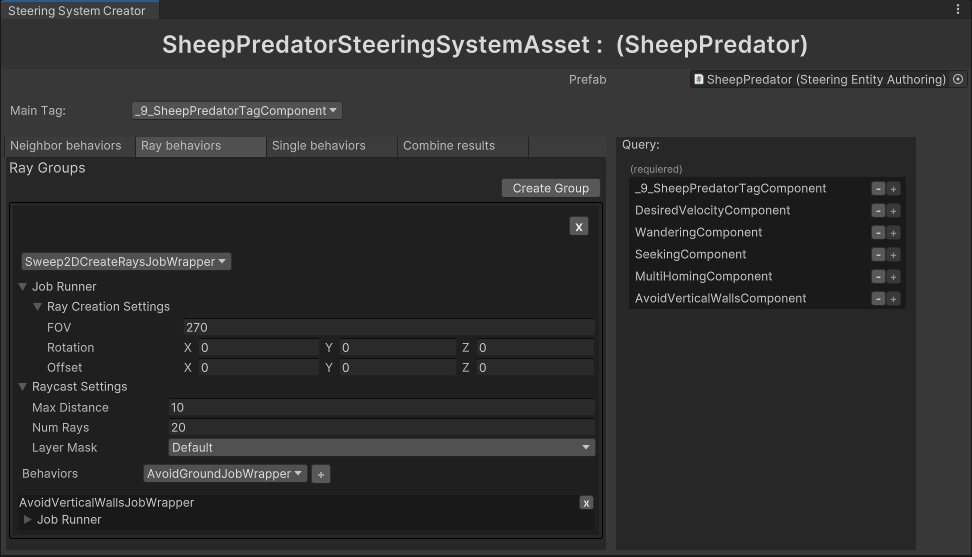 Steering System Creator
SheepPredatorSteeringSystemAsset : (SheepPredator)
Prefab
SheepPredator (Steering Entity Authoring)
Main Tag:
_9_SheepPredatorTagComponent
Neighbor behaviors
Ray behaviors
Single behaviors
Combine results
Ray Groups
Create Group
x
Sweep2DCreateRaysJobWrapper
Job Runner
Ray Creation Settings
FOV 270
Rotation X 0 Y 0 Z 0
Offset X 0 Y 0 Z 0
Raycast Settings
Max Distance 10
Num Rays 20
Layer Mask Default
Behaviors AvoidGroundJobWrapper +
AvoidVerticalWallsJobWrapper x
Job Runner
Query:
(requiered)
_9_SheepPredatorTagComponent - +
DesiredVelocityComponent - +
WanderingComponent - +
SeekingComponent - +
MultiHomingComponent - +
AvoidVerticalWallsComponent - +